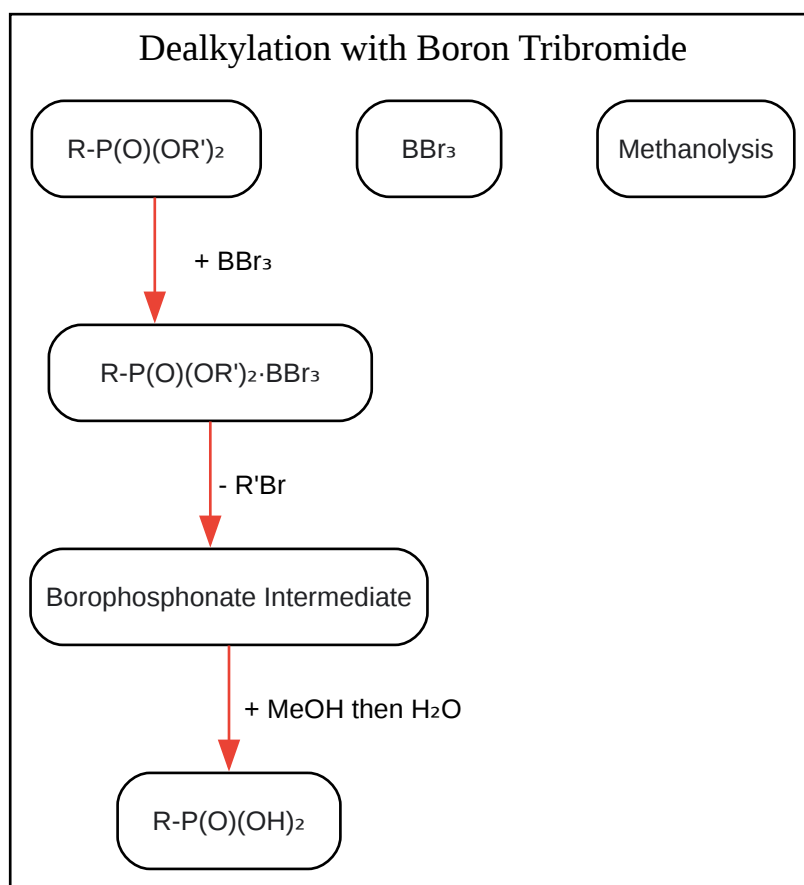 Dealkylation with Boron Tribromide
R-P(O)(OR')₂
BBr₃
Methanolysis
+ BBr₃
R-P(O)(OR')₂·BBr₃
- R'Br
Borophosphonate Intermediate
+ MeOH then H₂O
R-P(O)(OH)₂